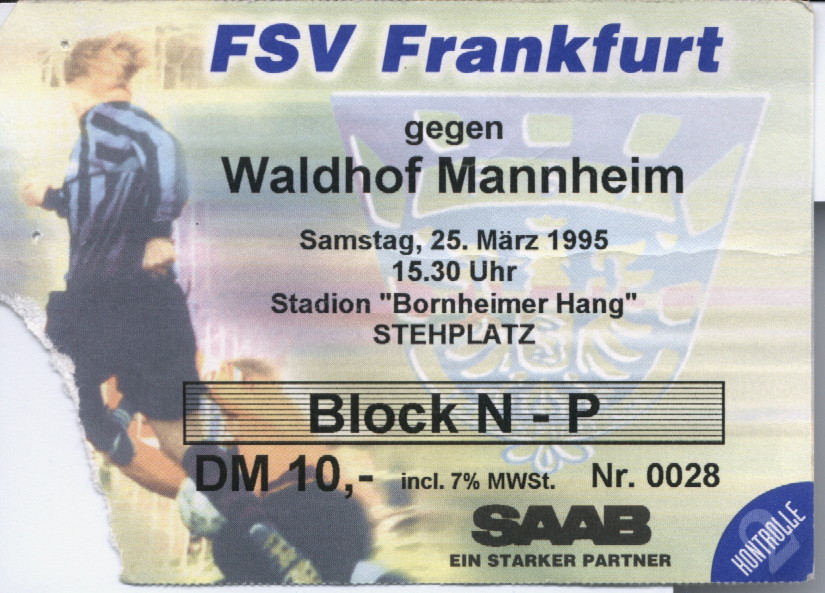 FSV Frankfurt
gegen
Waldhof Mannheim
Samstag, 25. März 1995
15.30 Uhr
Stadion "Bornheimer Hang"
STEHPLATZ
Block N - P
DM 10,- incl. 7% MWSt. Nr. 0028
SAAB
EIN STARKER PARTNER
2
KONTROLLE